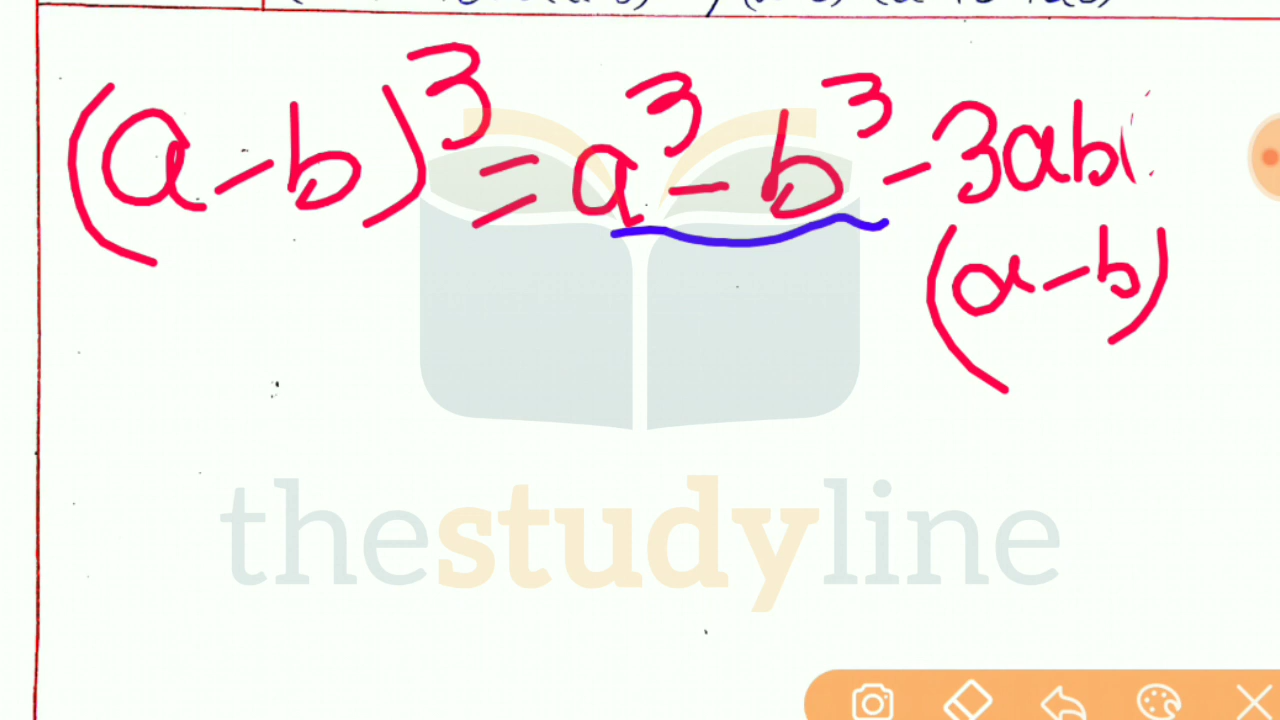 (a-b)³ = a³ - b³ - 3ab
(a-b)
thestudyline